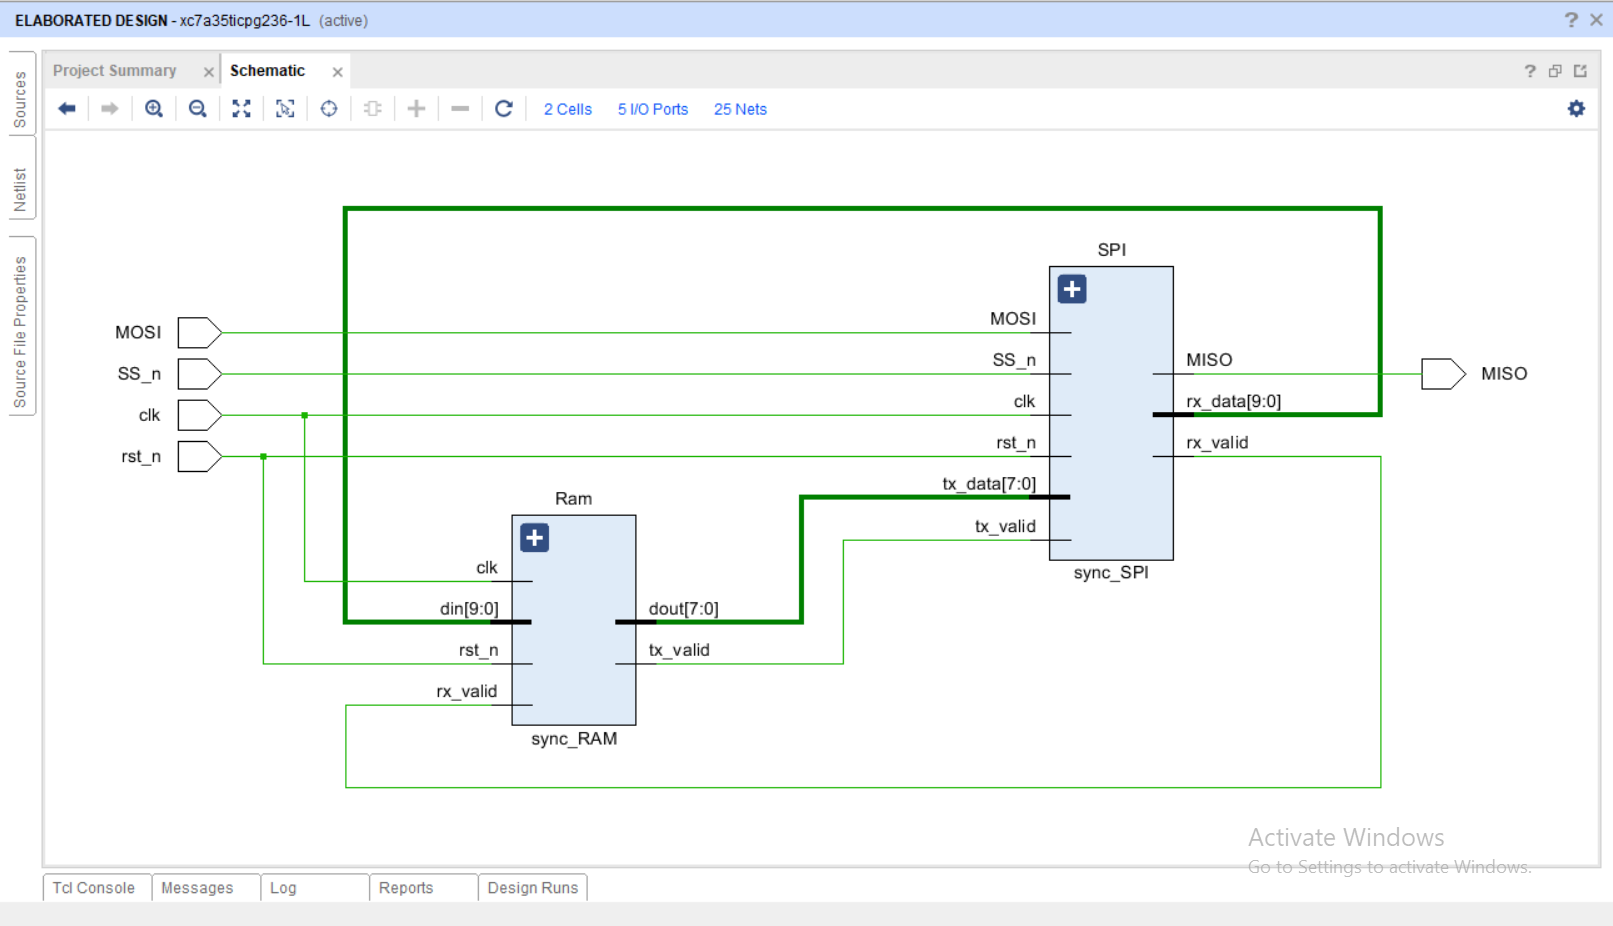 ELABORATED DESIGN - xc7a35ticpg236-1L (active)
Sources
Netlist
Source File Properties
Project Summary
Schematic
2 Cells
5 I/O Ports
25 Nets
SPI
MOSI
SS_n
clk
rst_n
MOSI
SS_n
clk
rst_n
tx_data[7:0]
tx_valid
MISO
rx_data[9:0]
rx_valid
MISO
sync_SPI
Ram
clk
din[9:0]
rst_n
rx_valid
dout[7:0]
tx_valid
sync_RAM
Activate Windows
Go to Settings to activate Windows.
Tcl Console
Messages
Log
Reports
Design Runs